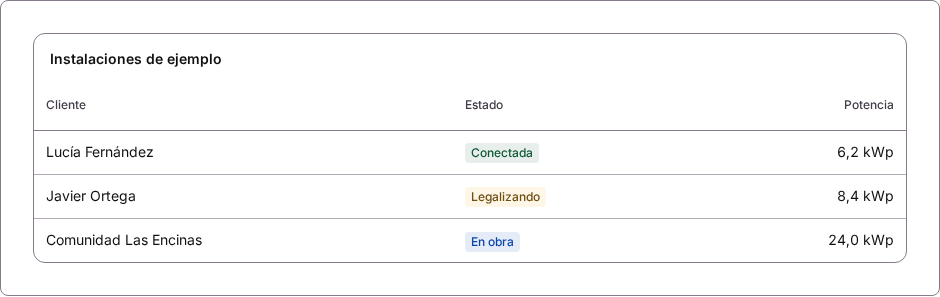 Instalaciones de ejemplo
Cliente Estado Potencia
Lucía Fernández Conectada 6,2 kWp
Javier Ortega Legalizando 8,4 kWp
Comunidad Las Encinas En obra 24,0 kWp